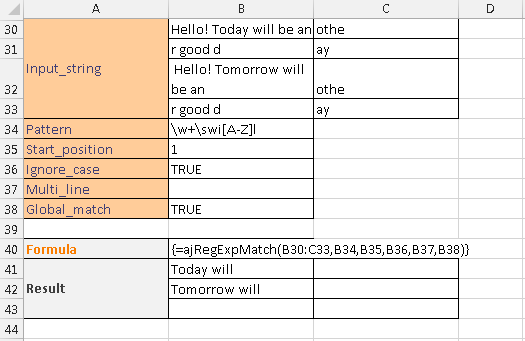 A B C D
30 Hello! Today will be an othe
31 r good d ay
Input_string
32 Hello! Tomorrow will be an othe
33 r good d ay
34 Pattern \w+\swi[A-Z]l
35 Start_position 1
36 Ignore_case TRUE
37 Multi_line
38 Global_match TRUE
39
40 Formula {=ajRegExpMatch(B30:C33,B34,B35,B36,B37,B38)}
41 Today will
42 Result Tomorrow will
43
44